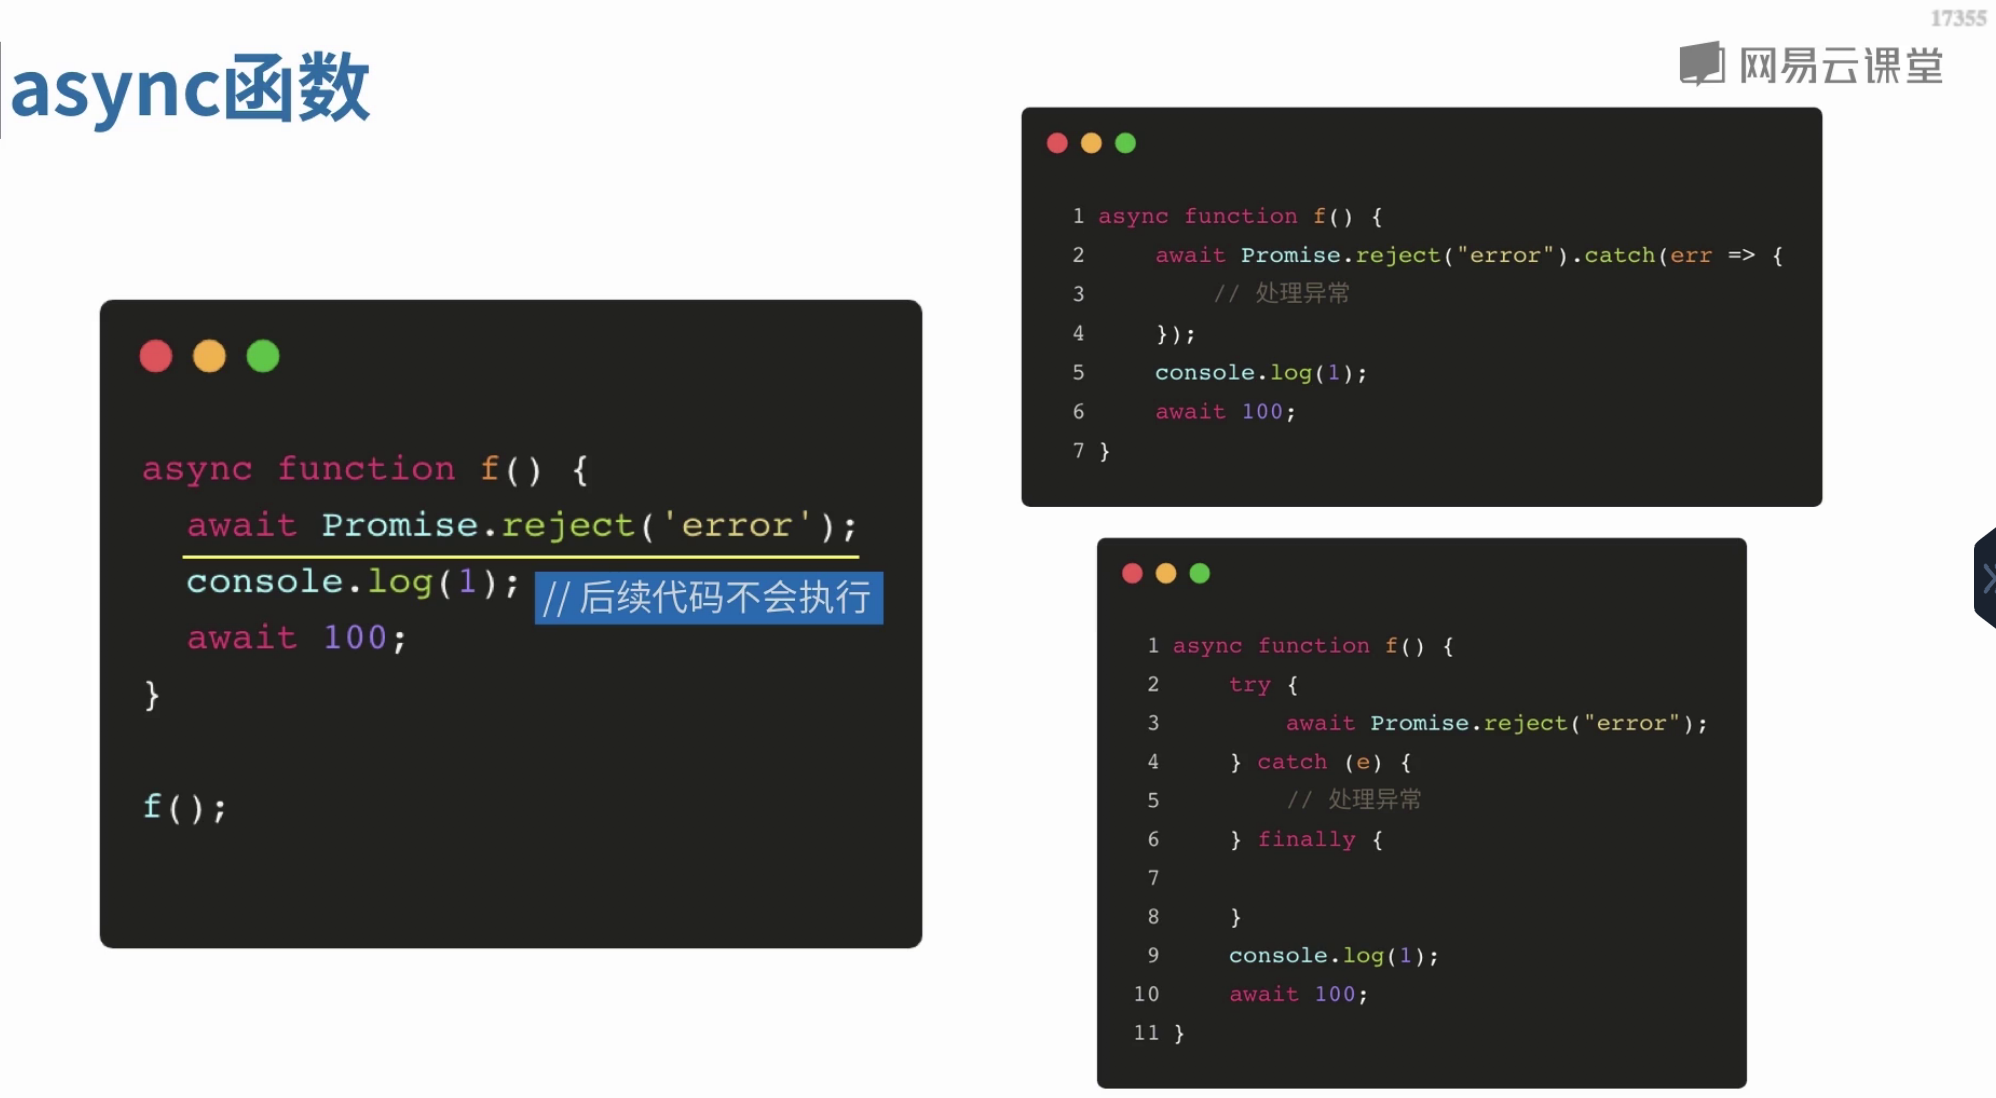 17355
网易云课堂
async函数
async function f() {
await Promise.reject('error');
console.log(1); // 后续代码不会执行
await 100;
}
f();
1 async function f() {
2 await Promise.reject("error").catch(err => {
3 // 处理异常
4 });
5 console.log(1);
6 await 100;
7 }
1 async function f() {
2 try {
3 await Promise.reject("error");
4 } catch (e) {
5 // 处理异常
6 } finally {
7
8 }
9 console.log(1);
10 await 100;
11 }